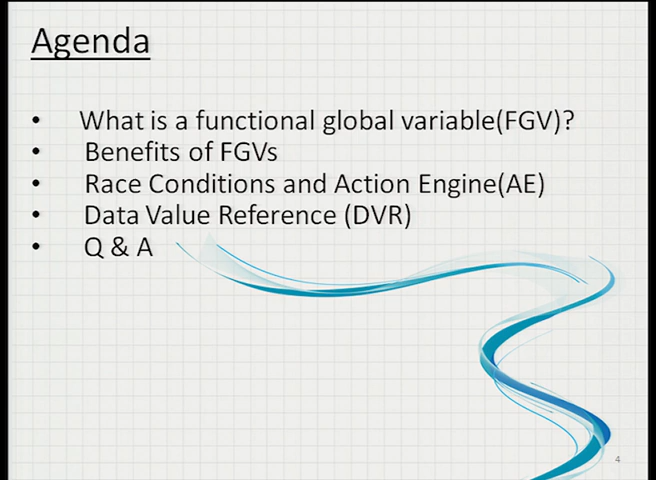 Agenda
• What is a functional global variable(FGV)?
• Benefits of FGVs
• Race Conditions and Action Engine(AE)
• Data Value Reference (DVR)
• Q & A
4